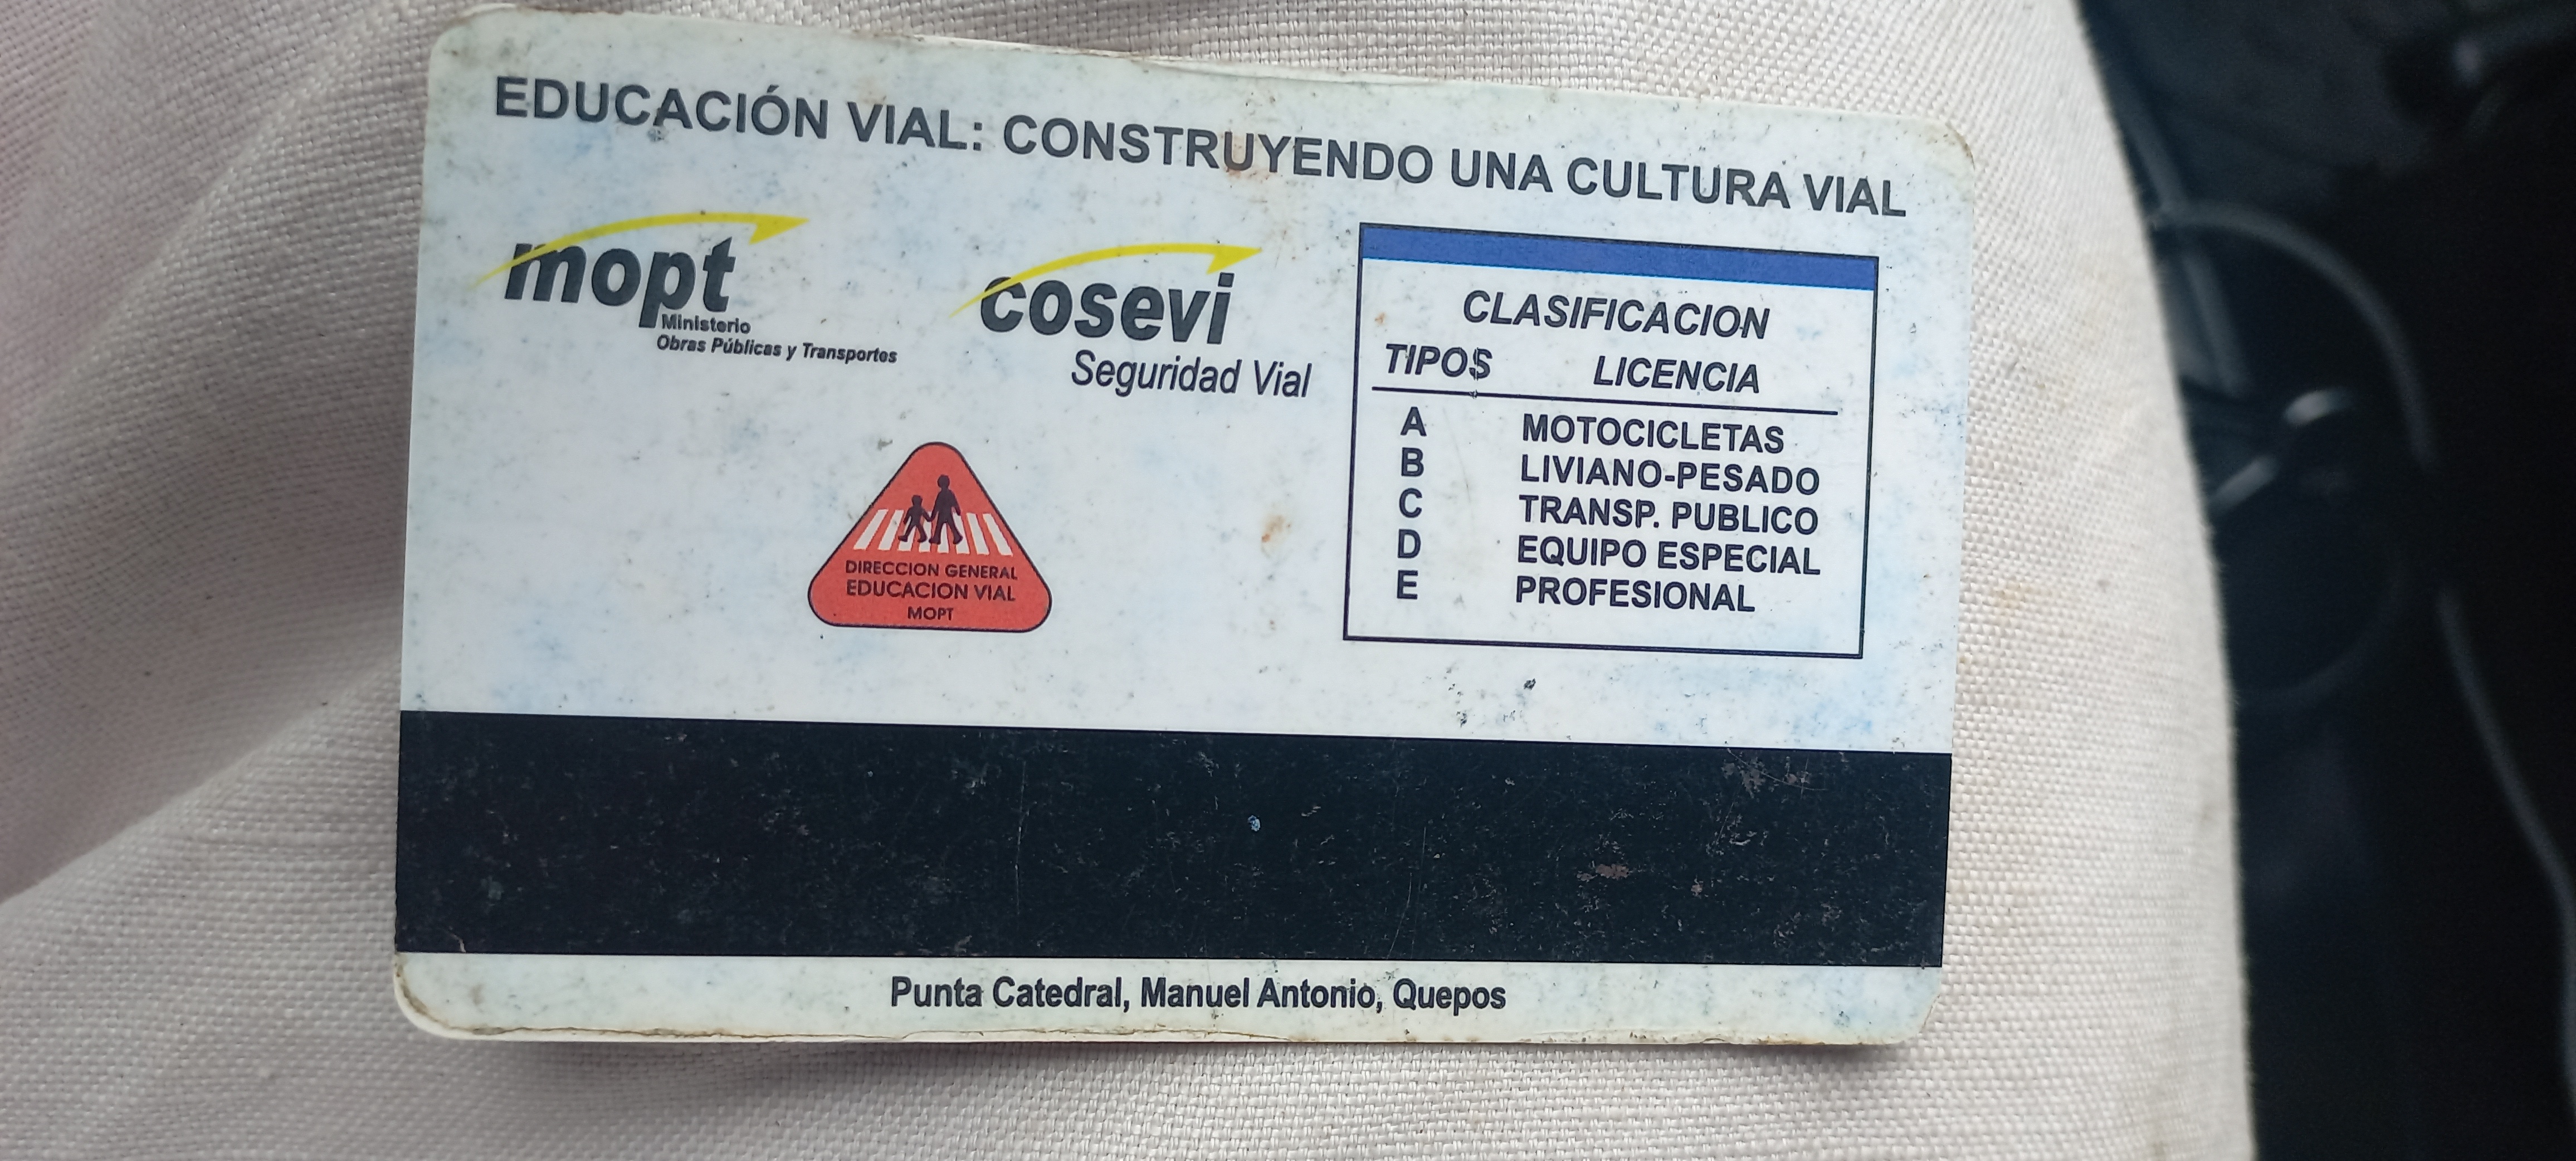 EDUCACIÓN VIAL: CONSTRUYENDO UNA CULTURA VIAL
mopt
Ministerio
Obras Públicas y Transportes
cosevi
Seguridad Vial
DIRECCION GENERAL
EDUCACION VIAL
MOPT
CLASIFICACION
TIPOS LICENCIA
A MOTOCICLETAS
B LIVIANO-PESADO
C TRANSP. PUBLICO
D EQUIPO ESPECIAL
E PROFESIONAL
Punta Catedral, Manuel Antonio, Quepos